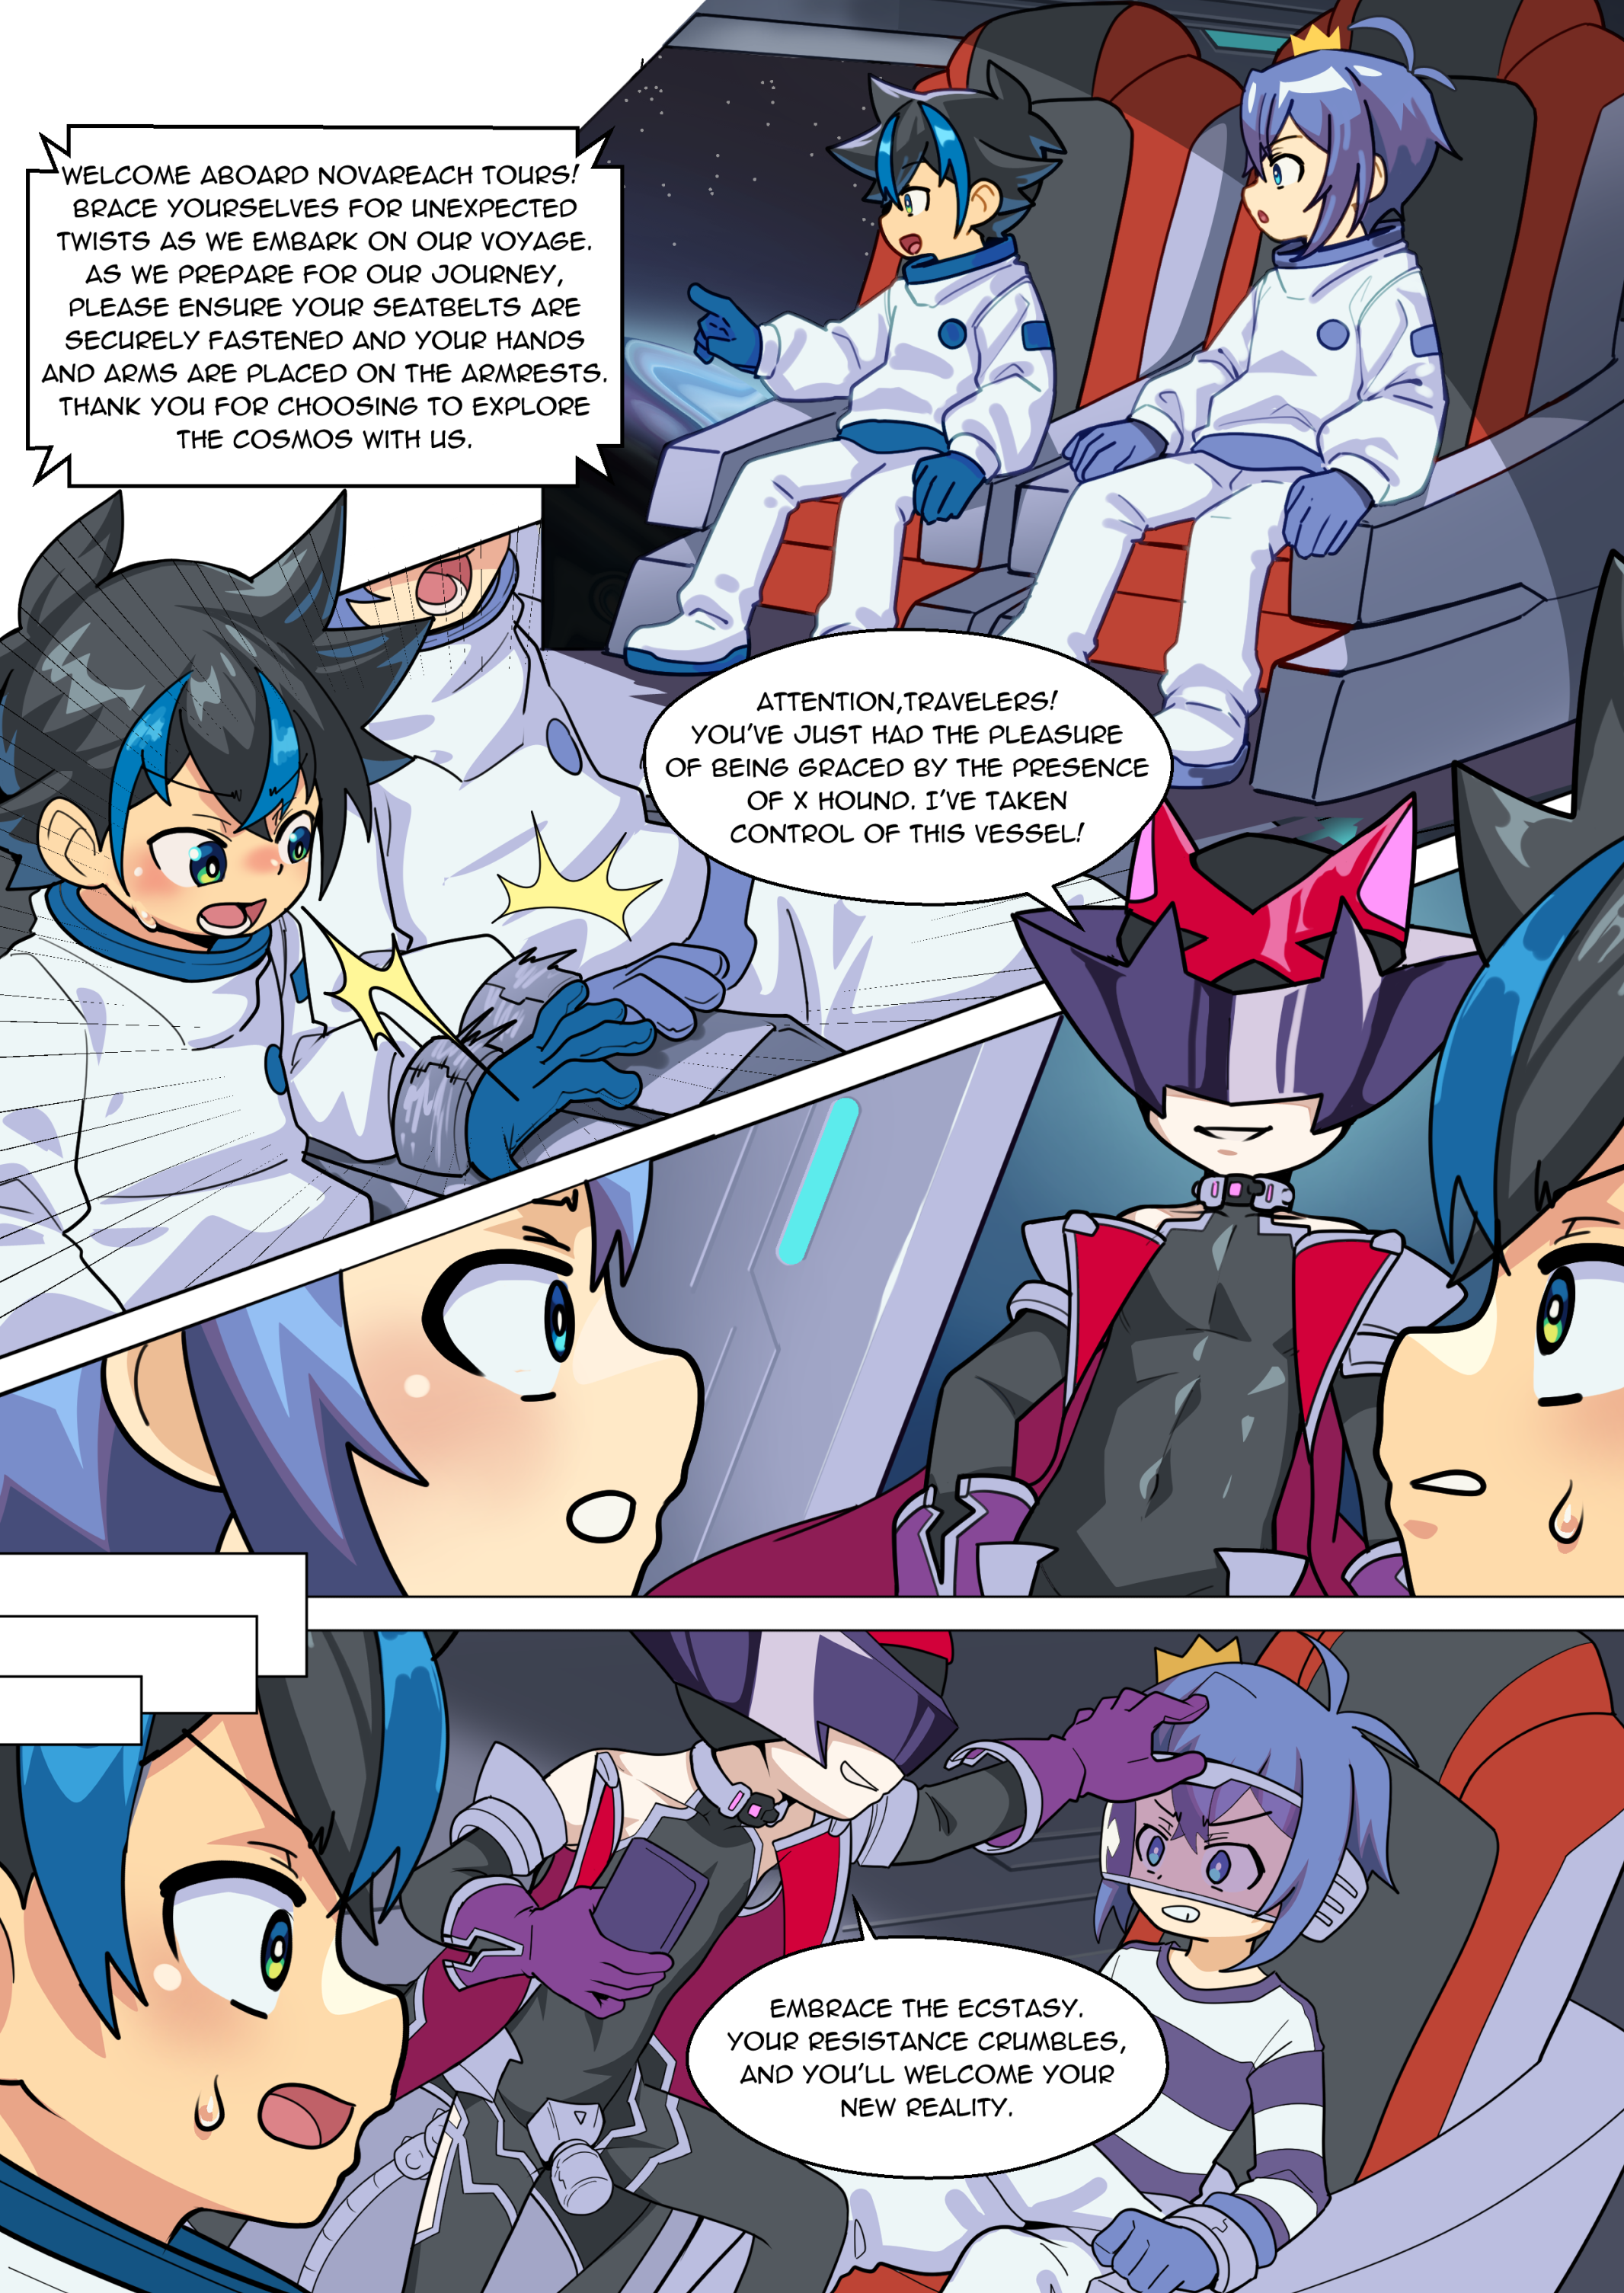 WELCOME ABOARD NOVAREACH TOURS!
BRACE YOURSELVES FOR UNEXPECTED
TWISTS AS WE EMBARK ON OUR VOYAGE.
AS WE PREPARE FOR OUR JOURNEY,
PLEASE ENSURE YOUR SEATBELTS ARE
SECURELY FASTENED AND YOUR HANDS
AND ARMS ARE PLACED ON THE ARMRESTS.
THANK YOU FOR CHOOSING TO EXPLORE
THE COSMOS WITH US.
ATTENTION,TRAVELERS!
YOU'VE JUST HAD THE PLEASURE
OF BEING GRACED BY THE PRESENCE
OF X HOUND. I'VE TAKEN
CONTROL OF THIS VESSEL!
EMBRACE THE ECSTASY.
YOUR RESISTANCE CRUMBLES,
AND YOU'LL WELCOME YOUR
NEW REALITY.